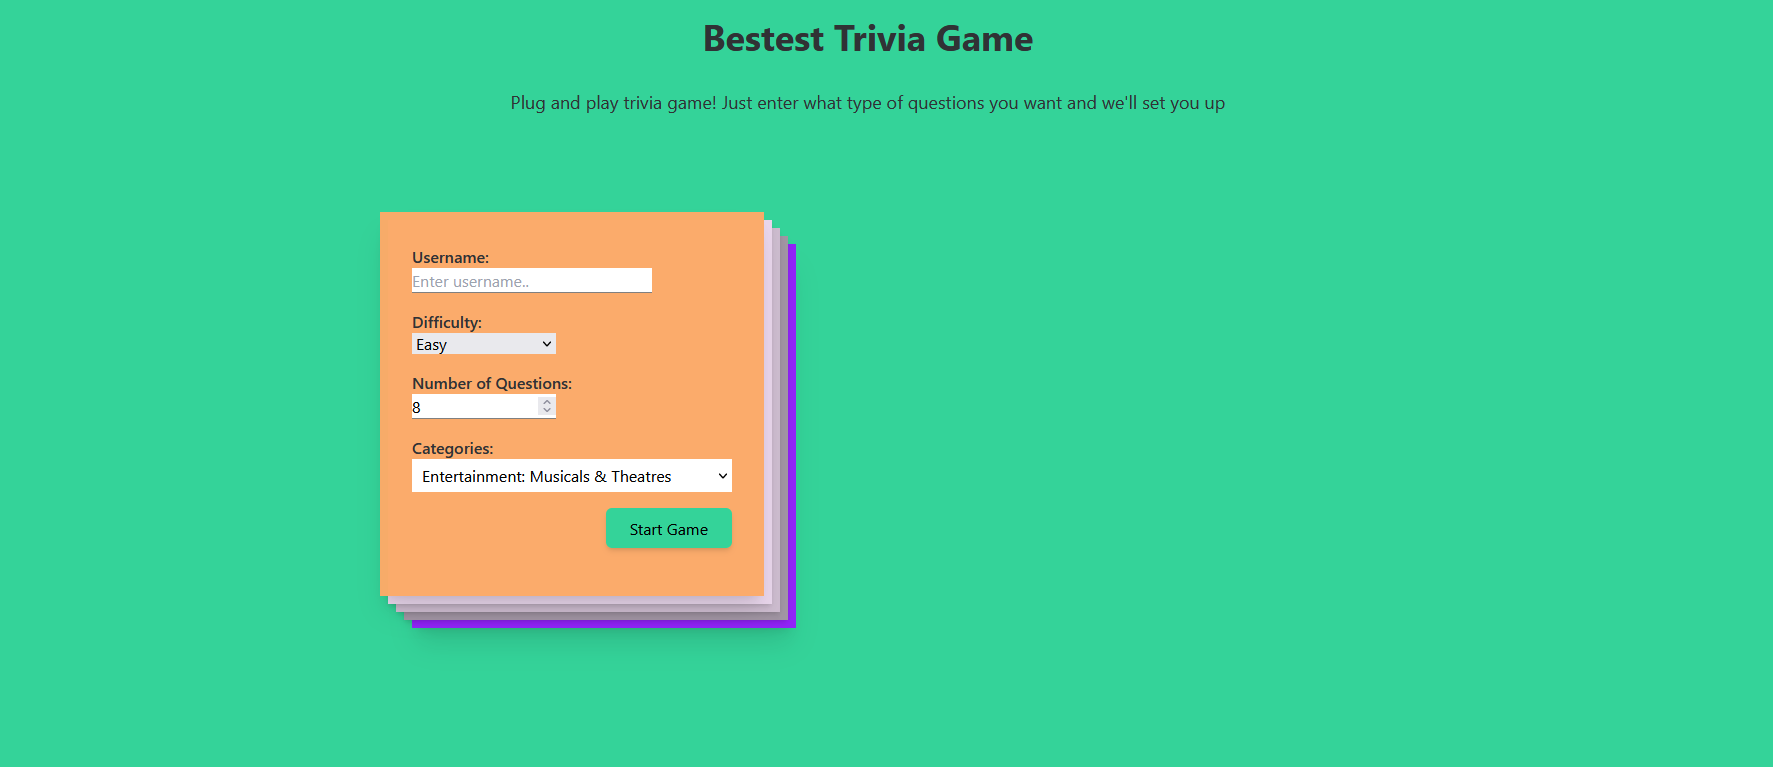 Bestest Trivia Game
Plug and play trivia game! Just enter what type of questions you want and we'll set you up
Username:
Enter username..
Difficulty:
Easy
Number of Questions:
8
Categories:
Entertainment: Musicals & Theatres
Start Game